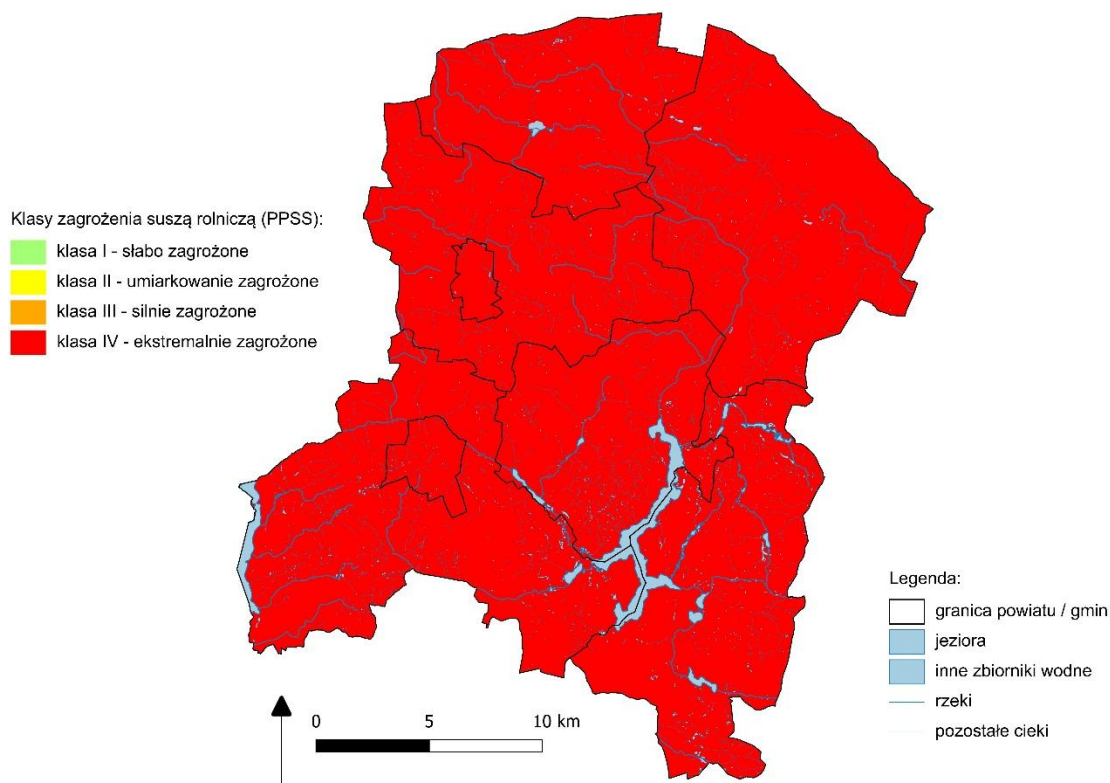 Klasy zagrożenia suszą rolniczą (PPSS):
klasa I - słabo zagrożone
klasa II - umiarkowanie zagrożone
klasa III - silnie zagrożone
klasa IV - ekstremalnie zagrożone
Legenda:
granica powiatu / gmin
jeziora
inne zbiorniki wodne
rzeki
pozostałe cieki
0 5 10 km